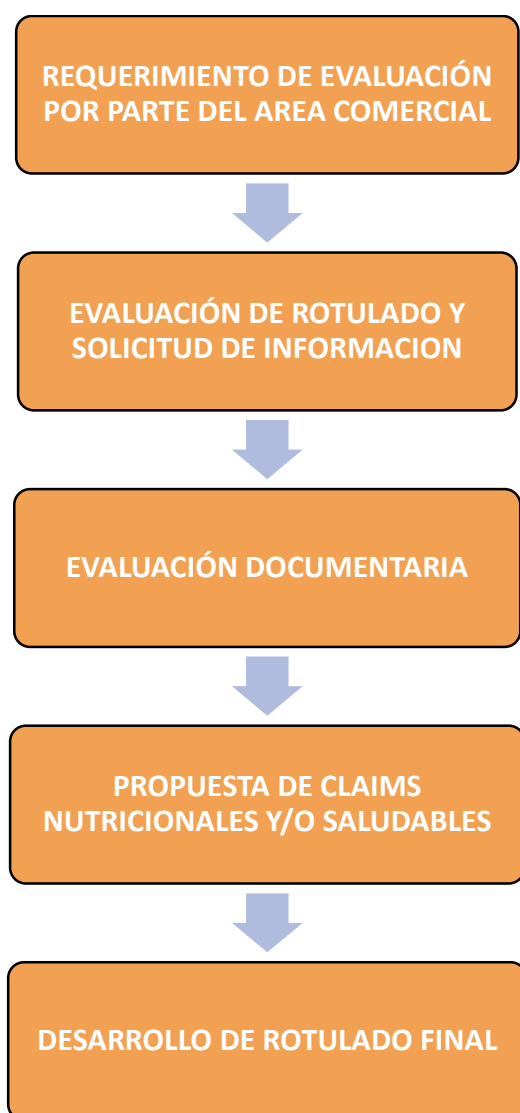 REQUERIMIENTO DE EVALUACIÓN
POR PARTE DEL AREA COMERCIAL
EVALUACIÓN DE ROTULADO Y
SOLICITUD DE INFORMACION
EVALUACIÓN DOCUMENTARIA
PROPUESTA DE CLAIMS
NUTRICIONALES Y/O SALUDABLES
DESARROLLO DE ROTULADO FINAL